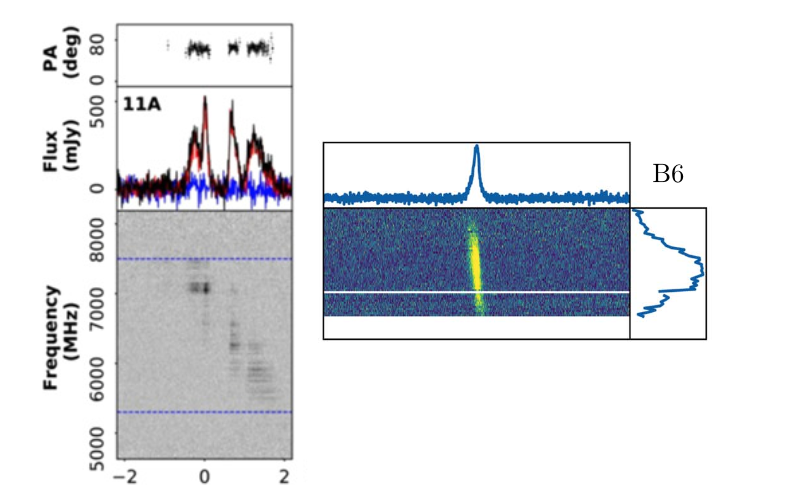 PA
(deg)
80
0
11A
Flux
(mJy)
500
0
B6
Frequency
(MHz)
8000
7000
6000
5000
−2 0 2